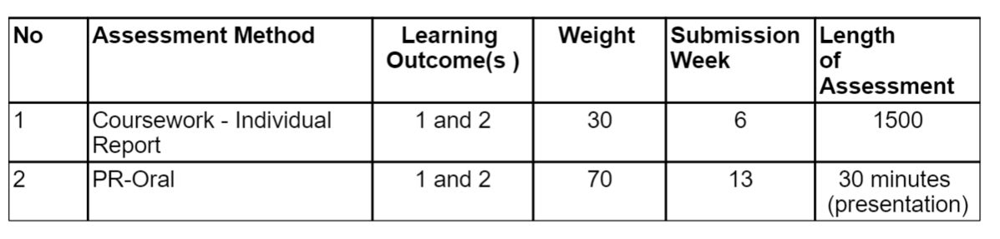 No Assessment Method Learning Outcome(s ) Weight Submission Week Length of Assessment
1 Coursework - Individual Report 1 and 2 30 6 1500
2 PR-Oral 1 and 2 70 13 30 minutes (presentation)